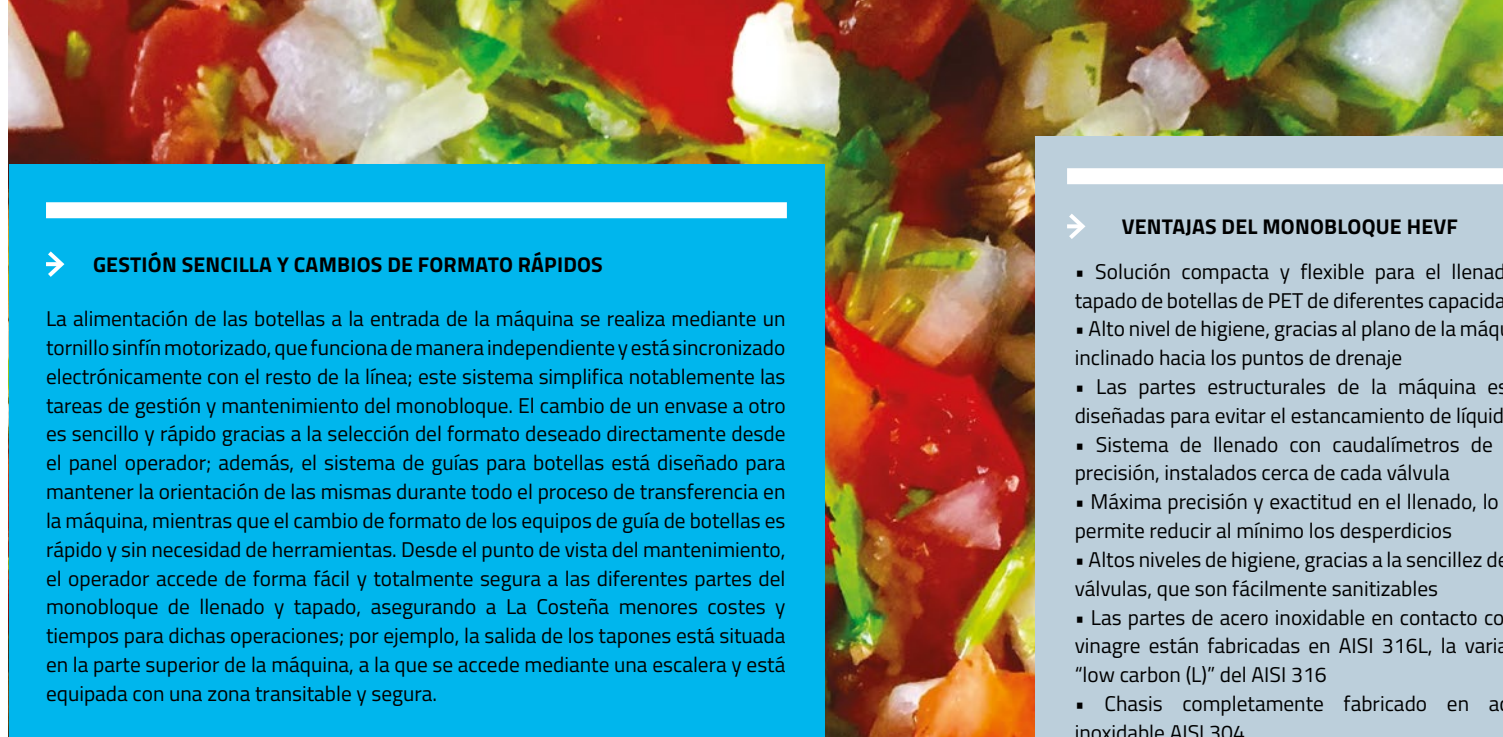 GESTIÓN SENCILLA Y CAMBIOS DE FORMATO RÁPIDOS
La alimentación de las botellas a la entrada de la máquina se realiza mediante un
tornillo sinfín motorizado, que funciona de manera independiente y está sincronizado
electrónicamente con el resto de la línea; este sistema simplifica notablemente las
tareas de gestión y mantenimiento del monobloque. El cambio de un envase a otro
es sencillo y rápido gracias a la selección del formato deseado directamente desde
el panel operador; además, el sistema de guías para botellas está diseñado para
mantener la orientación de las mismas durante todo el proceso de transferencia en
la máquina, mientras que el cambio de formato de los equipos de guía de botellas es
rápido y sin necesidad de herramientas. Desde el punto de vista del mantenimiento,
el operador accede de forma fácil y totalmente segura a las diferentes partes del
monobloque de llenado y tapado, asegurando a La Costeña menores costes y
tiempos para dichas operaciones; por ejemplo, la salida de los tapones está situada
en la parte superior de la máquina, a la que se accede mediante una escalera y está
equipada con una zona transitable y segura.
VENTAJAS DEL MONOBLOQUE HEVF
▪ Solución compacta y flexible para el
tapado de botellas de PET de diferentes
▪ Alto nivel de higiene, gracias al plano de la
inclinado hacia los puntos de drenaje
▪ Las partes estructurales de la máquina
diseñadas para evitar el estancamiento de
▪ Sistema de llenado con caudalímetros de
precisión, instalados cerca de cada válvula
▪ Máxima precisión y exactitud en el llenado, lo
permite reducir al mínimo los desperdicios
▪ Altos niveles de higiene, gracias a la sencillez
válvulas, que son fácilmente sanitizables
▪ Las partes de acero inoxidable en contacto
vinagre están fabricadas en AISI 316L, la
“low carbon (L)” del AISI 316
▪ Chasis completamente fabricado en
inoxidable AISI 304